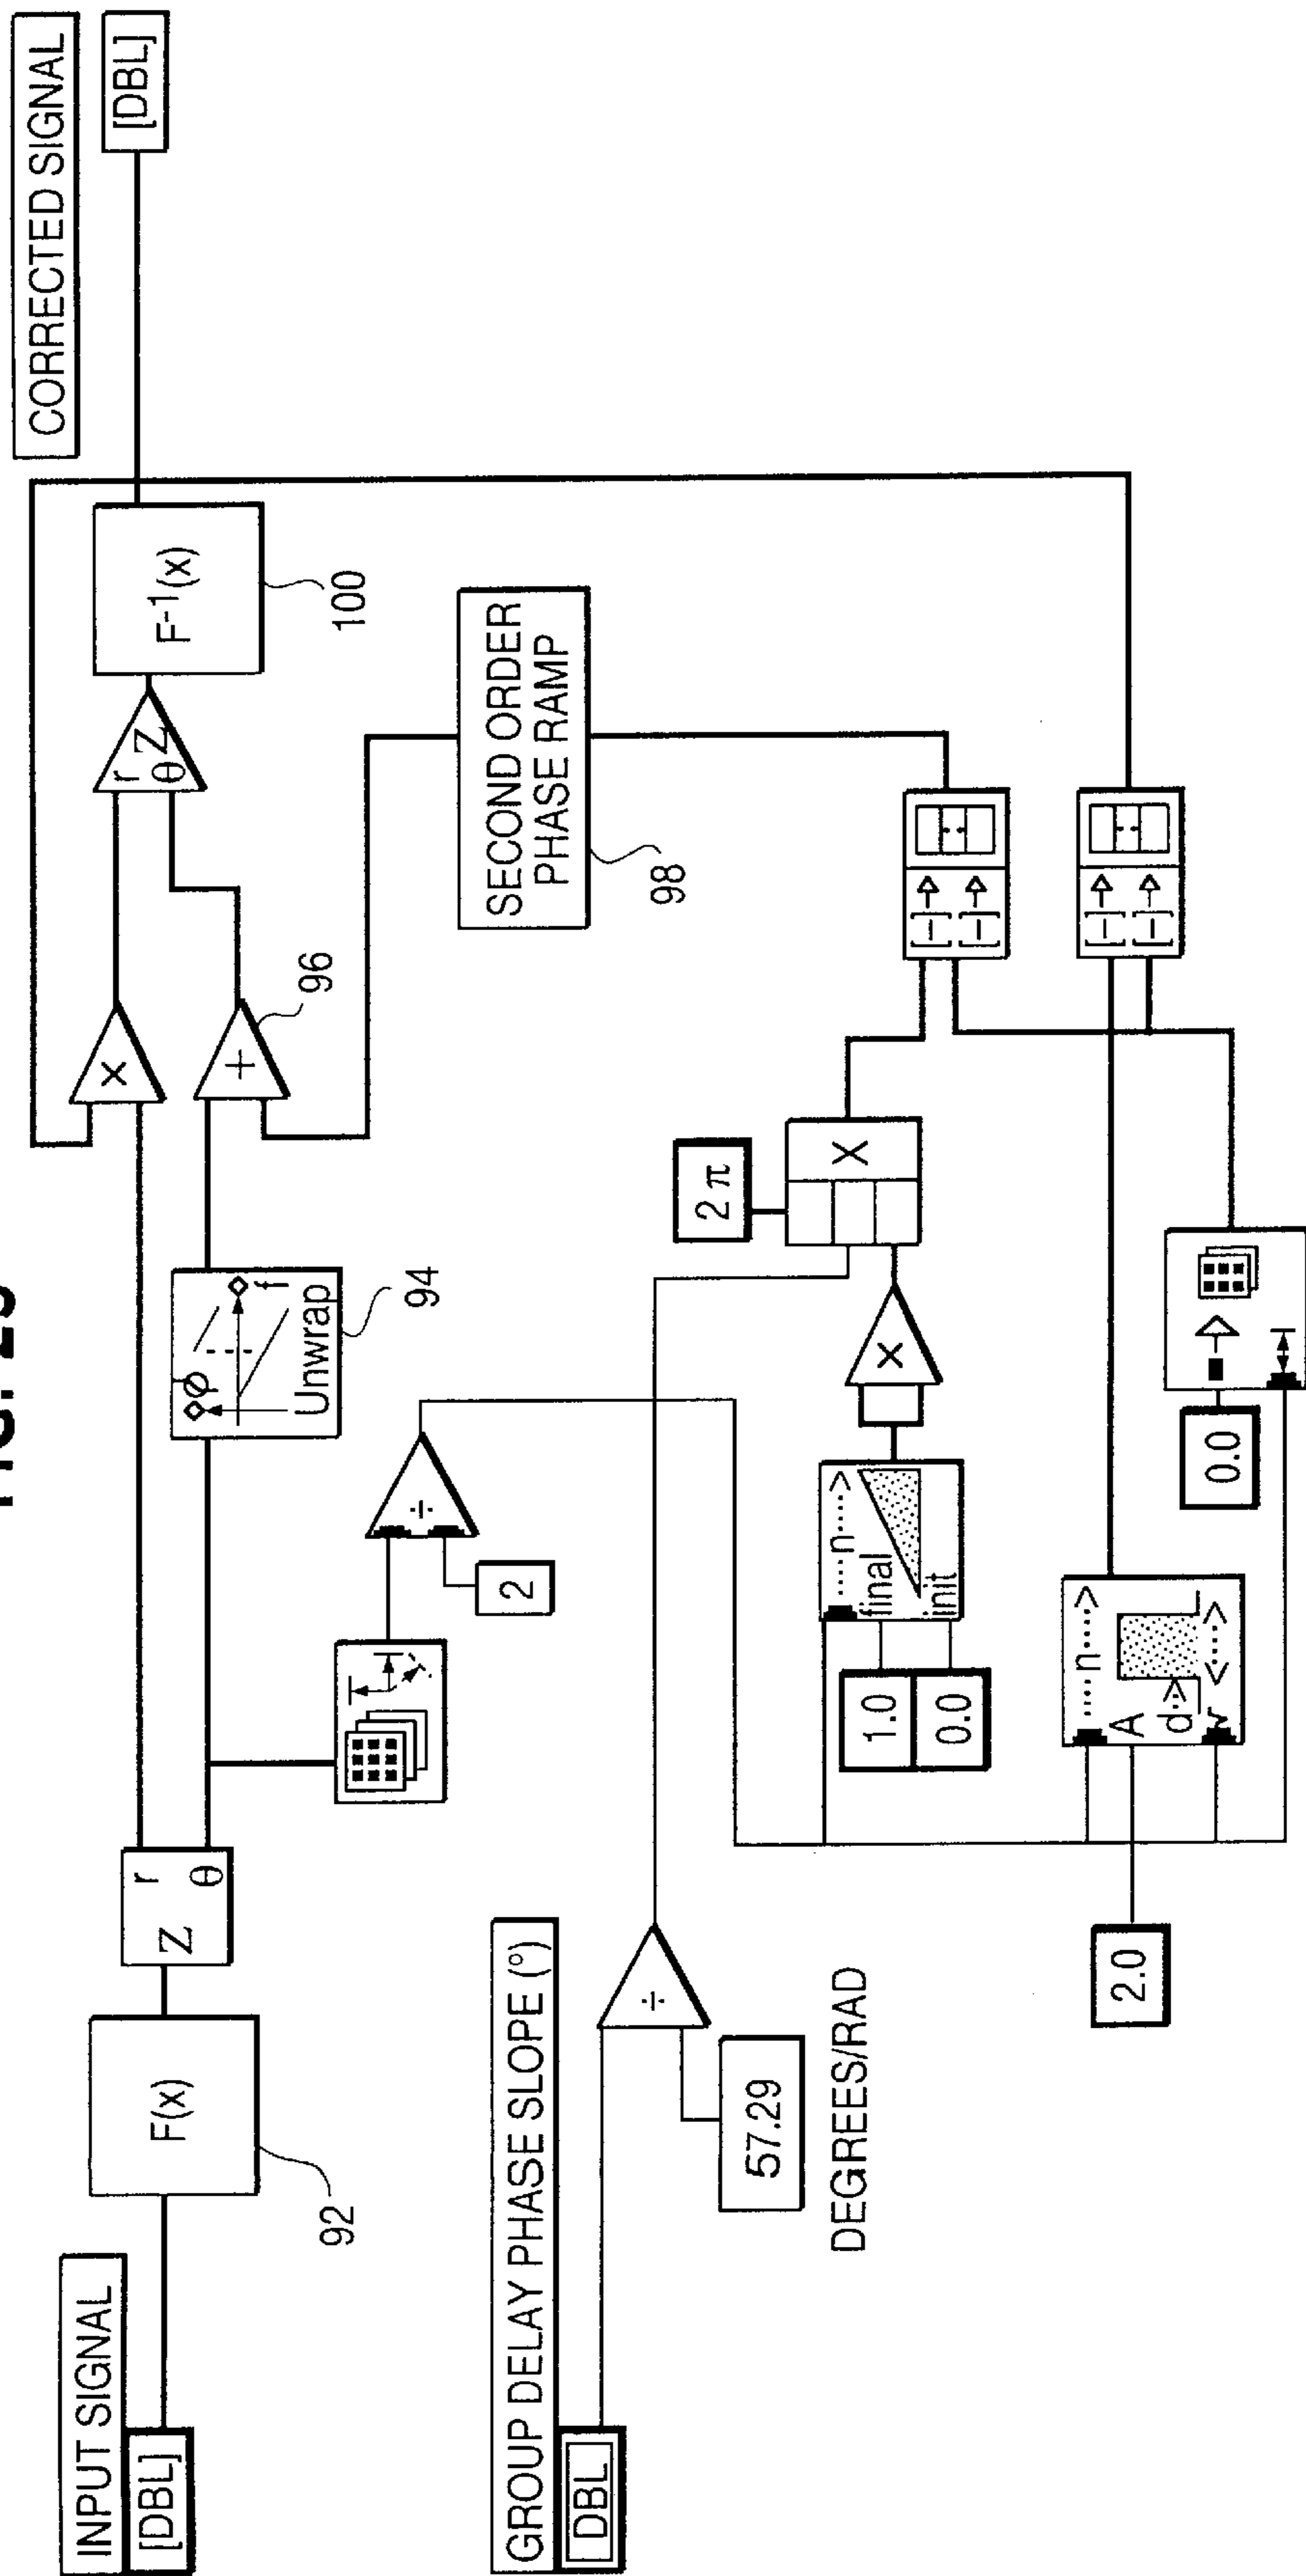 INPUT SIGNAL
[DBL]
F(x)
92
Z
r
θ
Unwrap
f
94
×
+
96
r
θ
Z
F-1(x)
100
CORRECTED SIGNAL
[DBL]
÷
2
SECOND ORDER
PHASE RAMP
98
GROUP DELAY PHASE SLOPE (°)
DBL
÷
57.29
DEGREES/RAD
1.0
0.0
n
final
init
×
2π
X
2.0
n
A
d
0.0